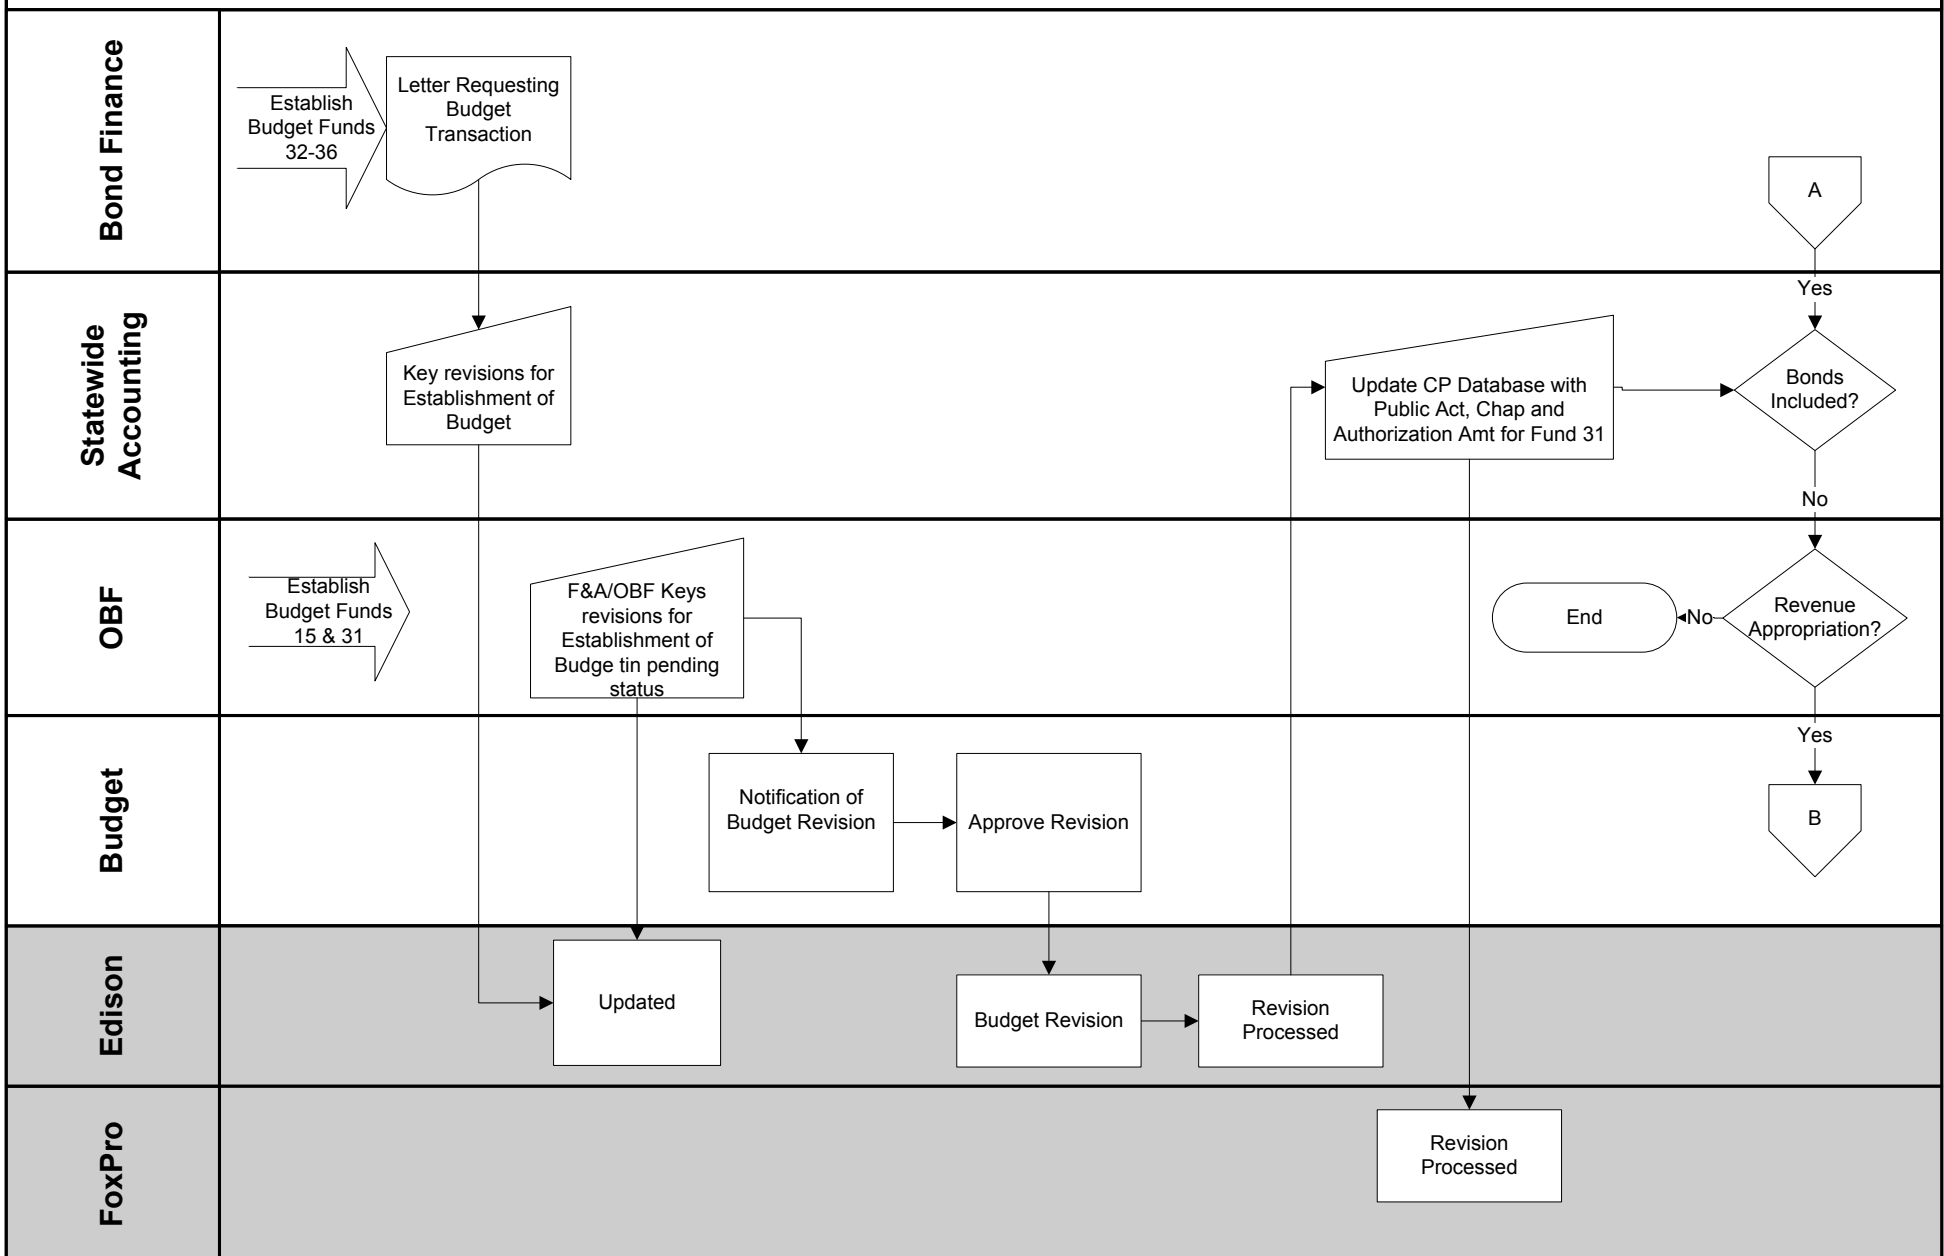 Bond Finance
Establish
Budget Funds
32-36
Letter Requesting
Budget
Transaction
A
Statewide
Accounting
Key revisions for
Establishment of
Budget
Update CP Database with
Public Act, Chap and
Authorization Amt for Fund 31
Yes
Bonds
Included?
No
OBF
Establish
Budget Funds
15 & 31
F&A/OBF Keys
revisions for
Establishment of
Budge tin pending
status
End
No
Revenue
Appropriation?
Budget
Notification of
Budget Revision
Approve Revision
Yes
B
Edison
Updated
Budget Revision
Revision
Processed
FoxPro
Revision
Processed